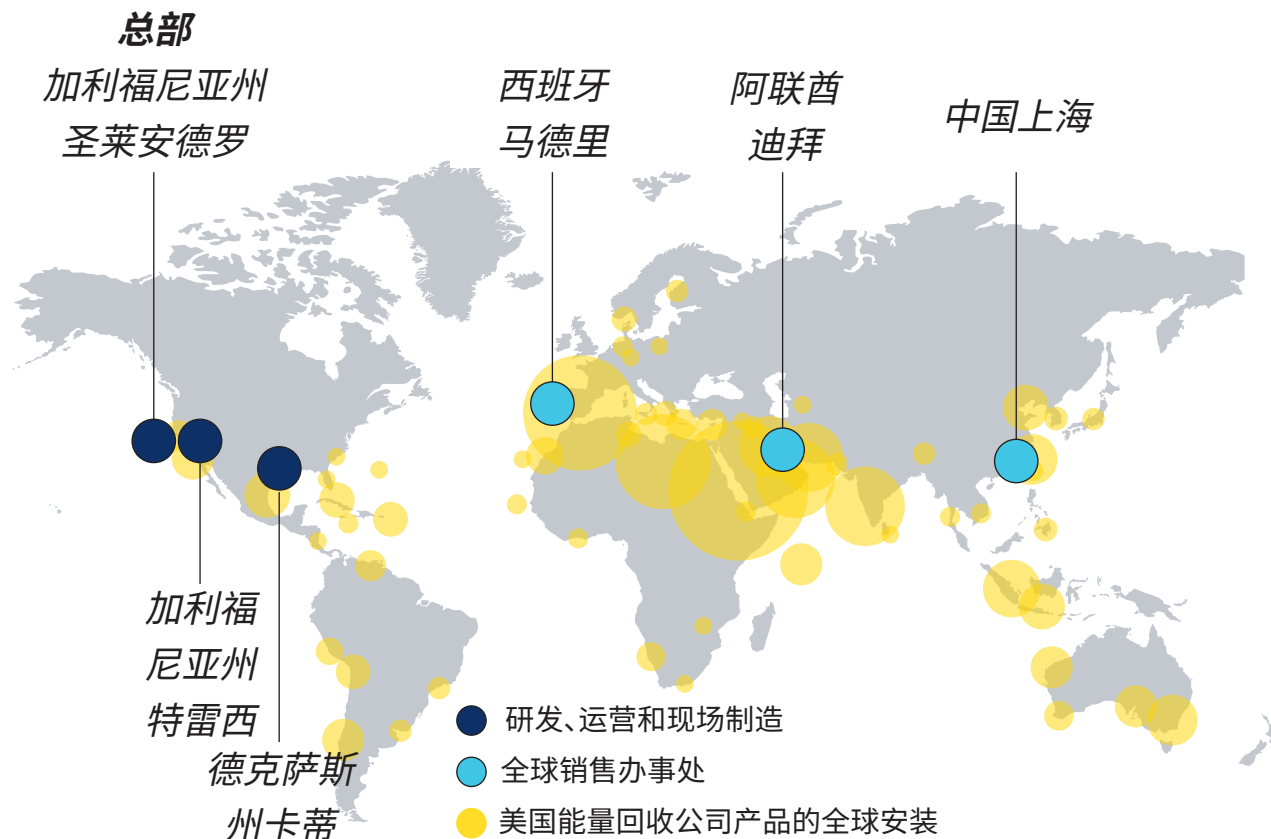 总部
加利福尼亚州
圣莱安德罗
西班牙
马德里
阿联酋
迪拜
中国上海
加利福
尼亚州
特雷西
德克萨斯
州卡蒂
研发、运营和现场制造
全球销售办事处
美国能量回收公司产品的全球安装